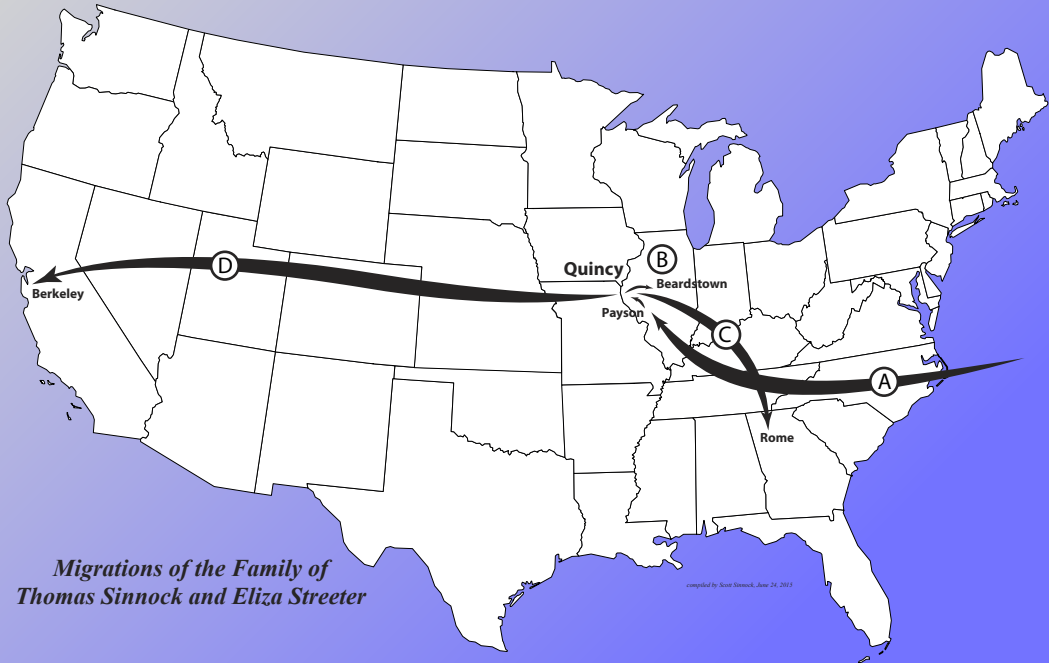 B
D
Quincy
Beardstown
Berkeley
Payson
C
A
Rome
Migrations of the Family of
Thomas Sinnock and Eliza Streeter
compiled by Scott Sinnock, June 24, 2015